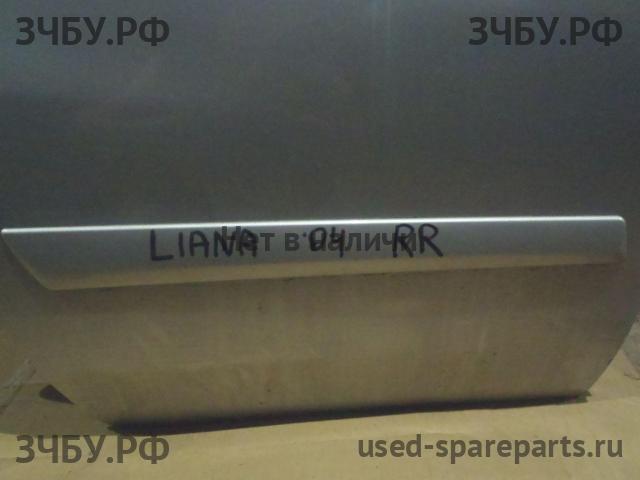 ЗЧБУ.РФ ЗЧБУ.РФ
LIANA '04 RR
Нет в наличии
ЗЧБУ.РФ used-spareparts.ru